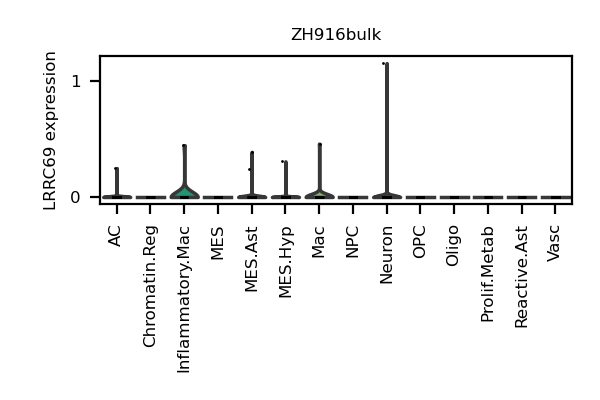 ZH916bulk
LRRC69 expression
1
0
AC
Chromatin.Reg
Inflammatory.Mac
MES
MES.Ast
MES.Hyp
Mac
NPC
Neuron
OPC
Oligo
Prolif.Metab
Reactive.Ast
Vasc